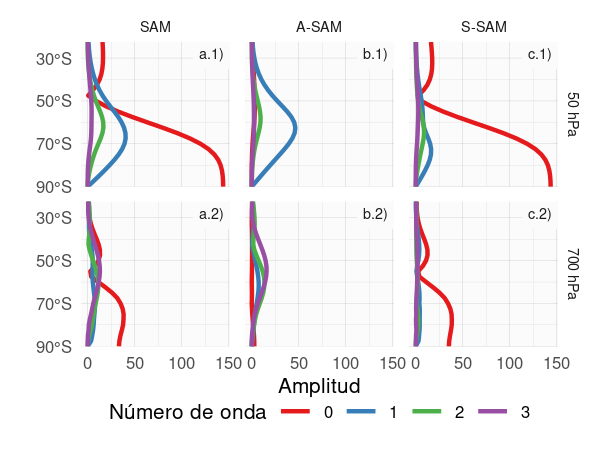 SAM A-SAM S-SAM
a.1) b.1) c.1)
30°S
50°S
70°S
90°S
50 hPa
a.2) b.2) c.2)
30°S
50°S
70°S
90°S
700 hPa
0 50 100 150 0 50 100 150 0 50 100 150
Amplitud
Número de onda 0 1 2 3